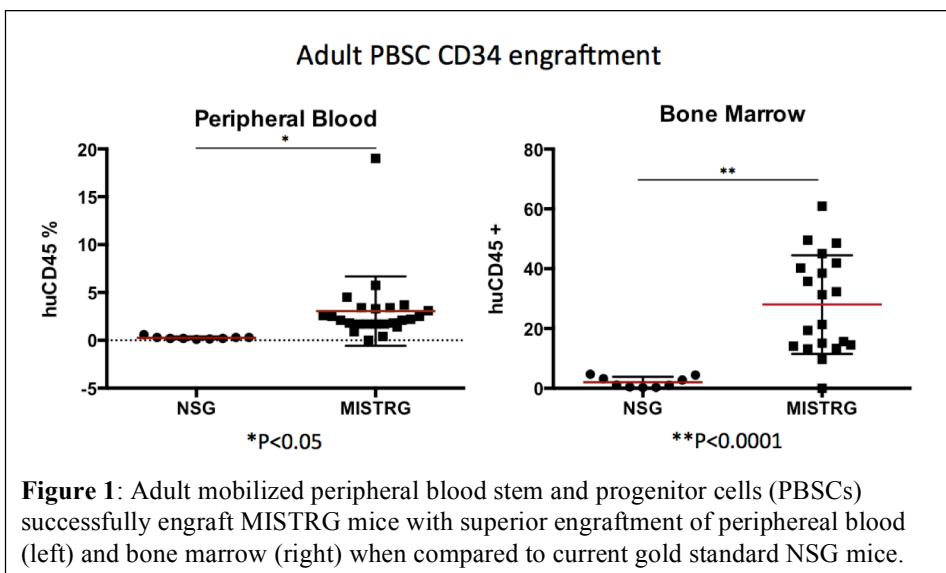 Adult PBSC CD34 engraftment
Peripheral Blood
*
huCD45 %
20
15
10
5
0
-5
NSG
MISTRG
*P<0.05
Bone Marrow
**
huCD45 +
80
60
40
20
0
NSG
MISTRG
**P<0.0001
Figure 1: Adult mobilized peripheral blood stem and progenitor cells (PBSCs)
successfully engraft MISTRG mice with superior engraftment of periphereal blood
(left) and bone marrow (right) when compared to current gold standard NSG mice.